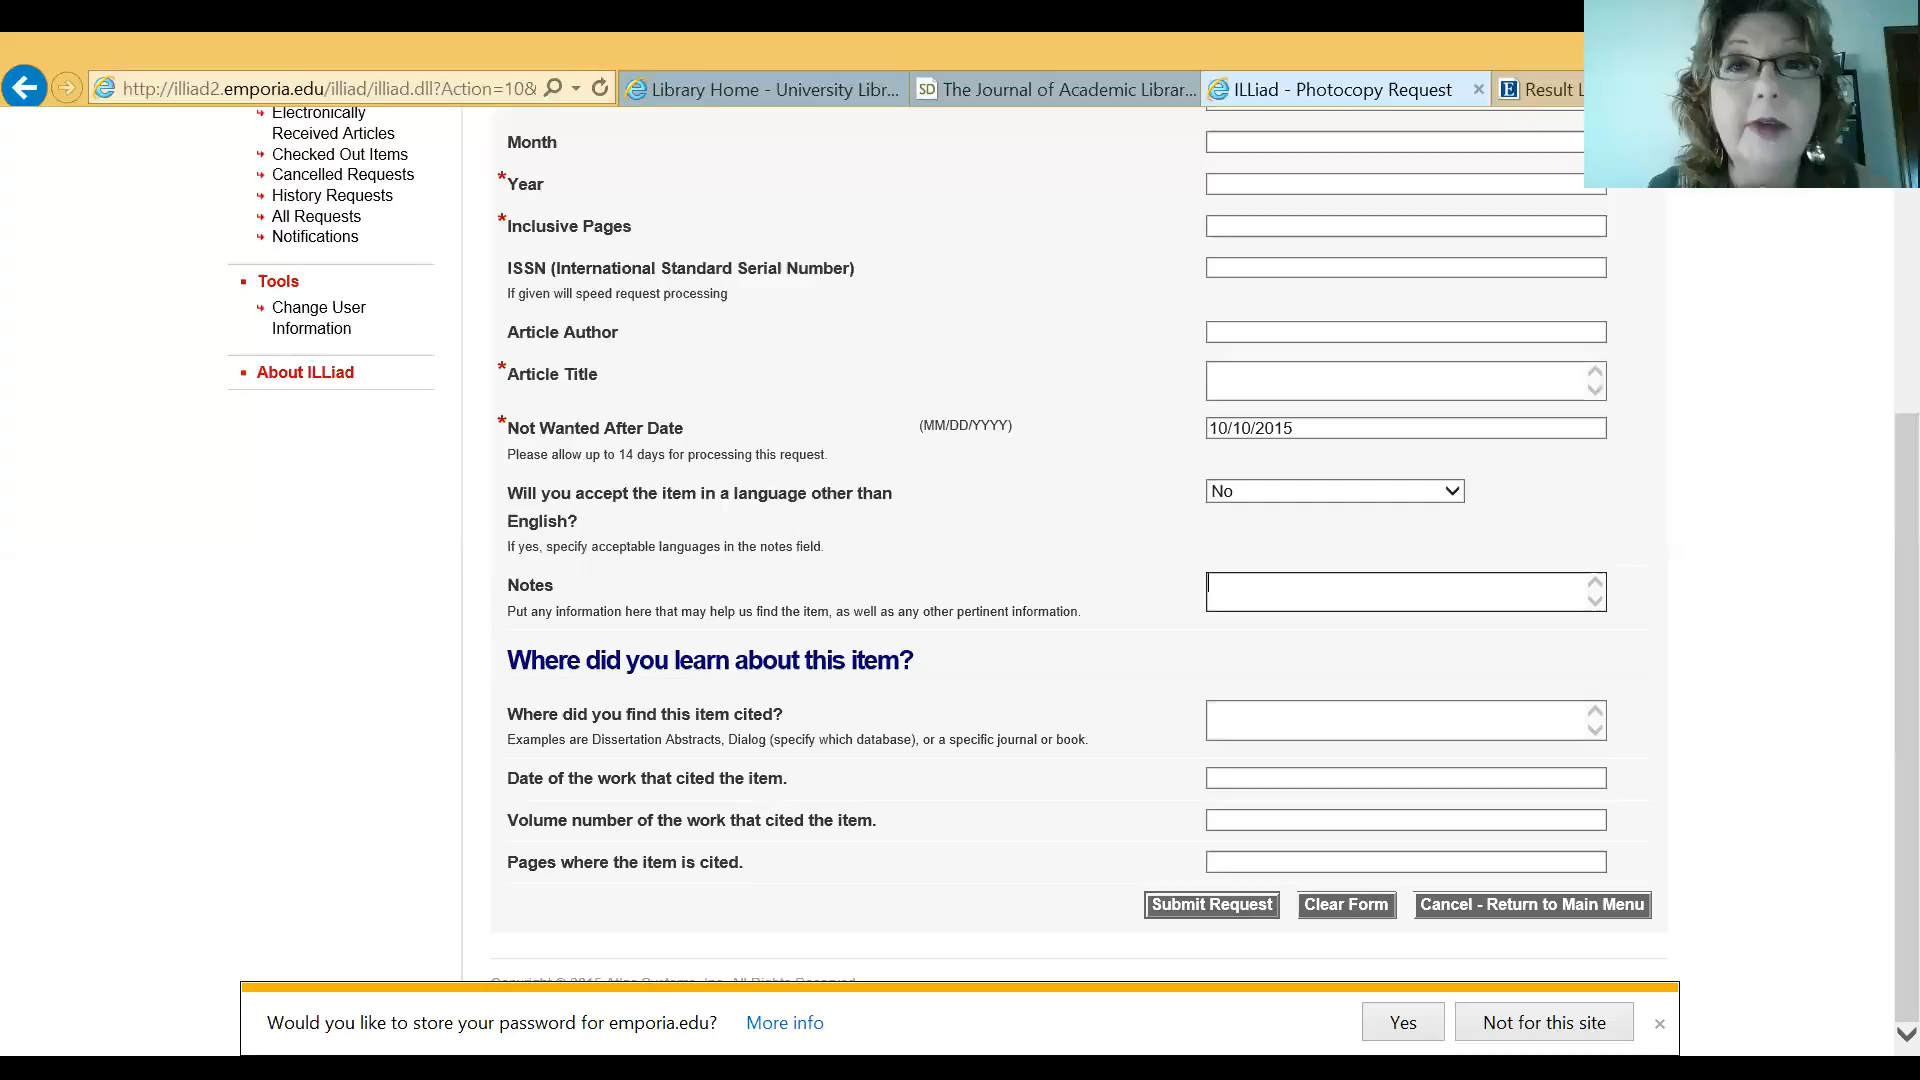 http://illiad2.emporia.edu/illiad/illiad.dll?Action=10&
Library Home - University Libr...
SD The Journal of Academic Librar...
ILLiad - Photocopy Request
E Result L
Electronically
Received Articles
Checked Out Items
Cancelled Requests
History Requests
All Requests
Notifications
Tools
Change User
Information
About ILLiad
Month
*Year
*Inclusive Pages
ISSN (International Standard Serial Number)
If given will speed request processing
Article Author
*Article Title
*Not Wanted After Date (MM/DD/YYYY) 10/10/2015
Please allow up to 14 days for processing this request.
Will you accept the item in a language other than No
English?
If yes, specify acceptable languages in the notes field.
Notes
Put any information here that may help us find the item, as well as any other pertinent information.
Where did you learn about this item?
Where did you find this item cited?
Examples are Dissertation Abstracts, Dialog (specify which database), or a specific journal or book.
Date of the work that cited the item.
Volume number of the work that cited the item.
Pages where the item is cited.
Submit Request Clear Form Cancel - Return to Main Menu
Would you like to store your password for emporia.edu? More info Yes Not for this site